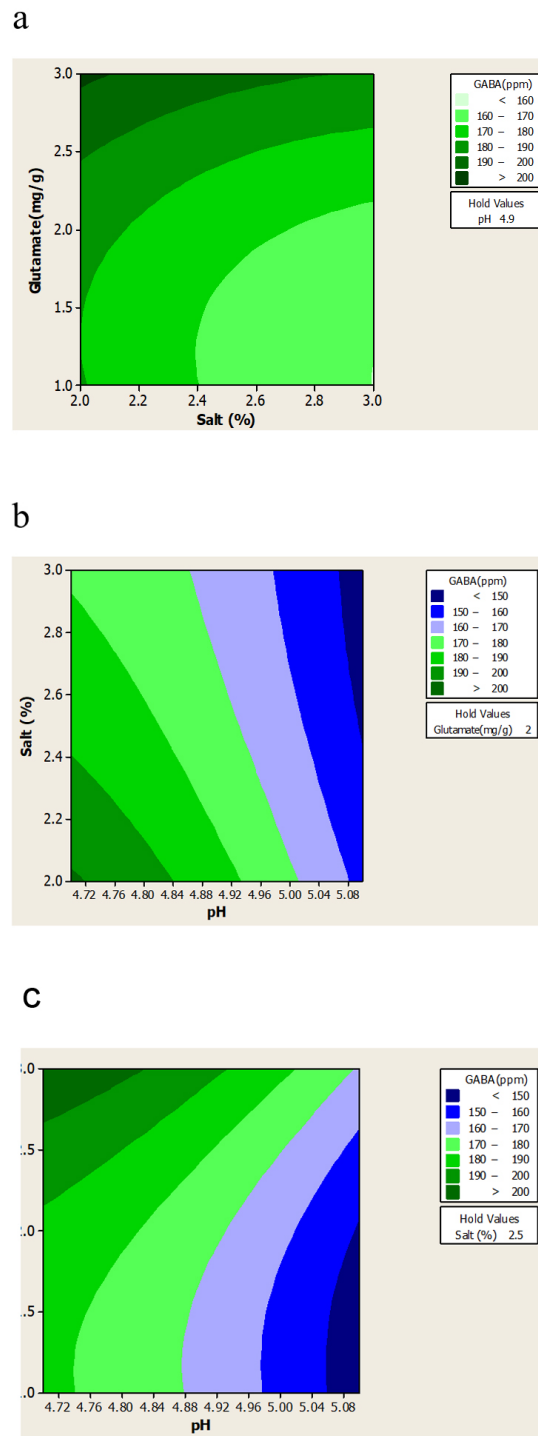 a
GABA(ppm)
< 160
160 – 170
170 – 180
180 – 190
190 – 200
> 200
Hold Values
pH 4.9
Glutamate(mg/g)
3.0
2.5
2.0
1.5
1.0
2.0 2.2 2.4 2.6 2.8 3.0
Salt (%)
b
GABA(ppm)
< 150
150 – 160
160 – 170
170 – 180
180 – 190
190 – 200
> 200
Hold Values
Glutamate(mg/g) 2
Salt (%)
3.0
2.8
2.6
2.4
2.2
2.0
4.72 4.76 4.80 4.84 4.88 4.92 4.96 5.00 5.04 5.08
pH
c
GABA(ppm)
< 150
150 – 160
160 – 170
170 – 180
180 – 190
190 – 200
> 200
Hold Values
Salt (%) 2.5
.0
2.5
2.0
.5
.0
4.72 4.76 4.80 4.84 4.88 4.92 4.96 5.00 5.04 5.08
pH